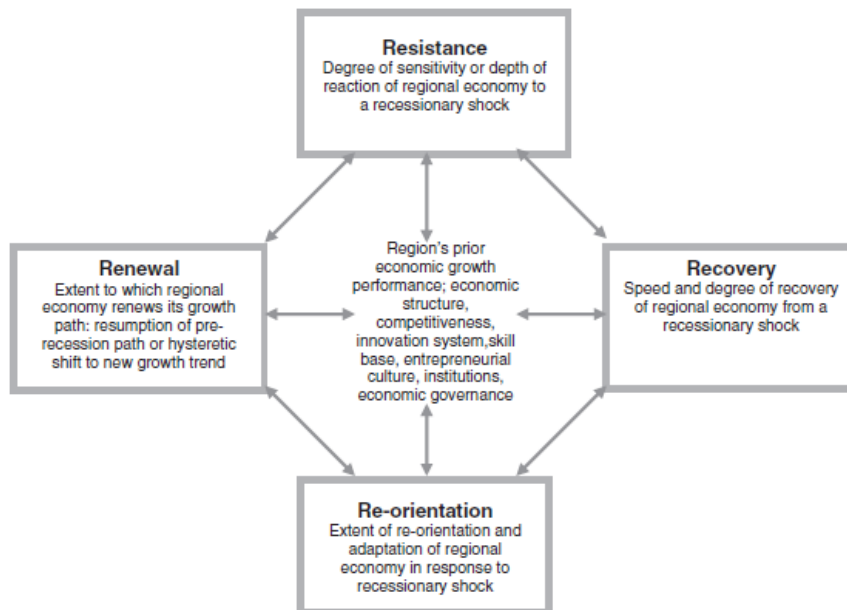 Resistance
Degree of sensitivity or depth of
reaction of regional economy to
a recessionary shock
Renewal
Extent to which regional
economy renews its growth
path: resumption of pre-
recession path or hysteretic
shift to new growth trend
Region's prior
economic growth
performance; economic
structure,
competitiveness,
innovation system,skill
base, entrepreneurial
culture, institutions,
economic governance
Recovery
Speed and degree of recovery
of regional economy from a
recessionary shock
Re-orientation
Extent of re-orientation and
adaptation of regional
economy in response to
recessionary shock